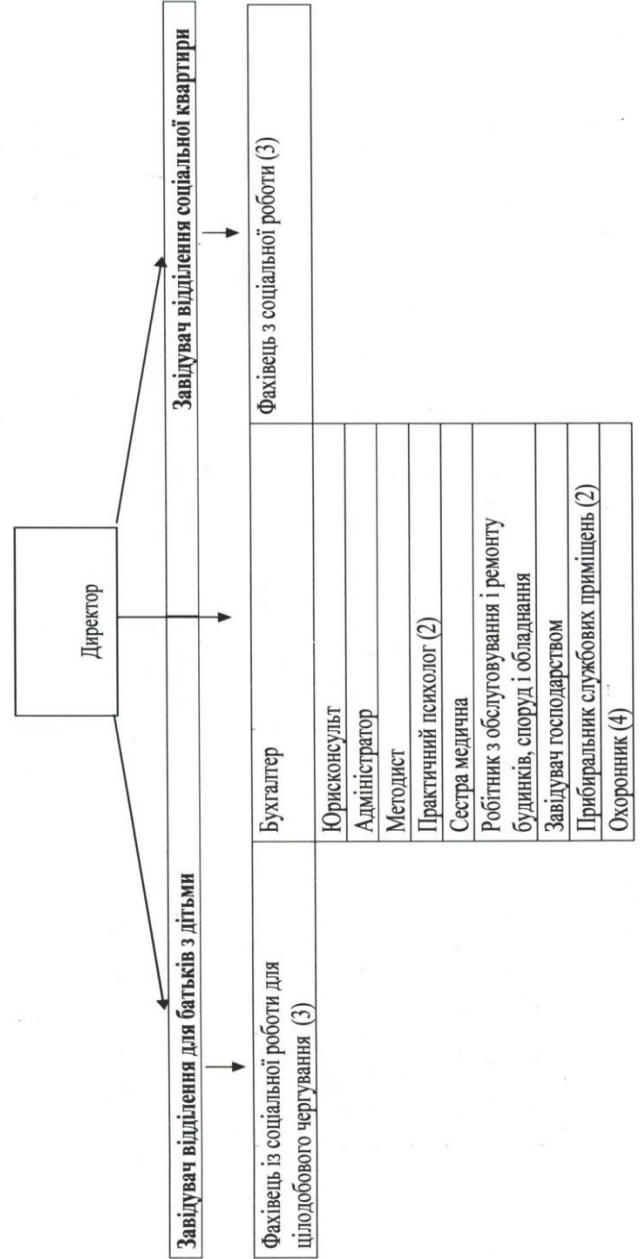 Директор
Завідувач відділення для батьків з дітьми
Завідувач відділення соціальної квартири
Фахівець із соціальної роботи для
цілодобового чергування (3)
Бухгалтер
Фахівець з соціальної роботи (3)
Юрисконсульт
Адміністратор
Методист
Практичний психолог (2)
Сестра медична
Робітник з обслуговування і ремонту
будинків, споруд і обладнання
Завідувач господарством
Прибиральник службових приміщень (2)
Охоронник (4)